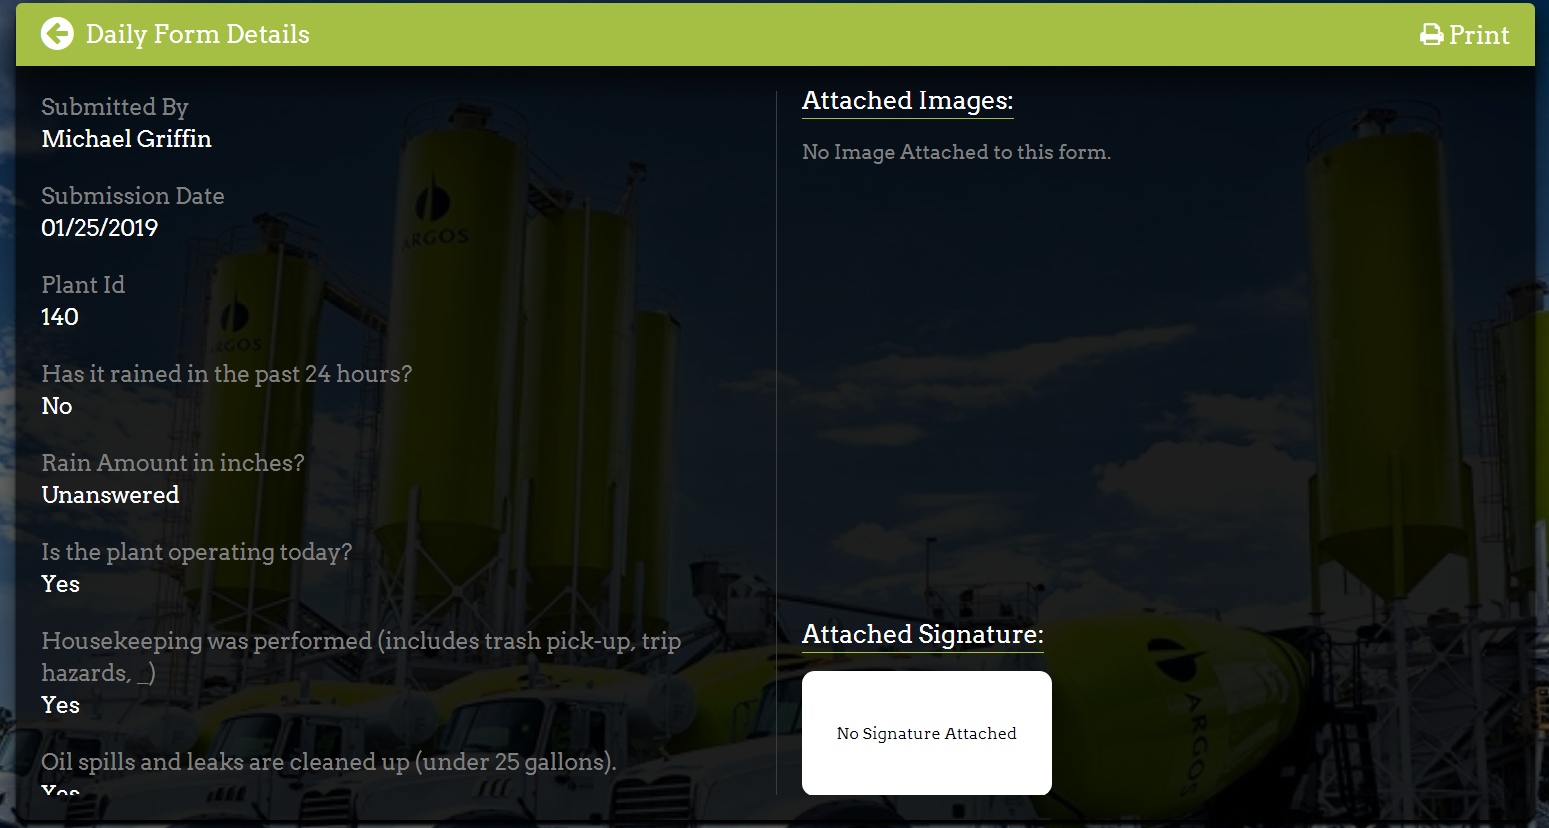 Daily Form Details
Print
Submitted By
Michael Griffin
Submission Date
01/25/2019
Plant Id
140
Has it rained in the past 24 hours?
No
Rain Amount in inches?
Unanswered
Is the plant operating today?
Yes
Housekeeping was performed (includes trash pick-up, trip
hazards, _)
Yes
Oil spills and leaks are cleaned up (under 25 gallons).
Yes
Attached Images:
No Image Attached to this form.
Attached Signature:
No Signature Attached
ARGOS
ARGOS
ARGOS